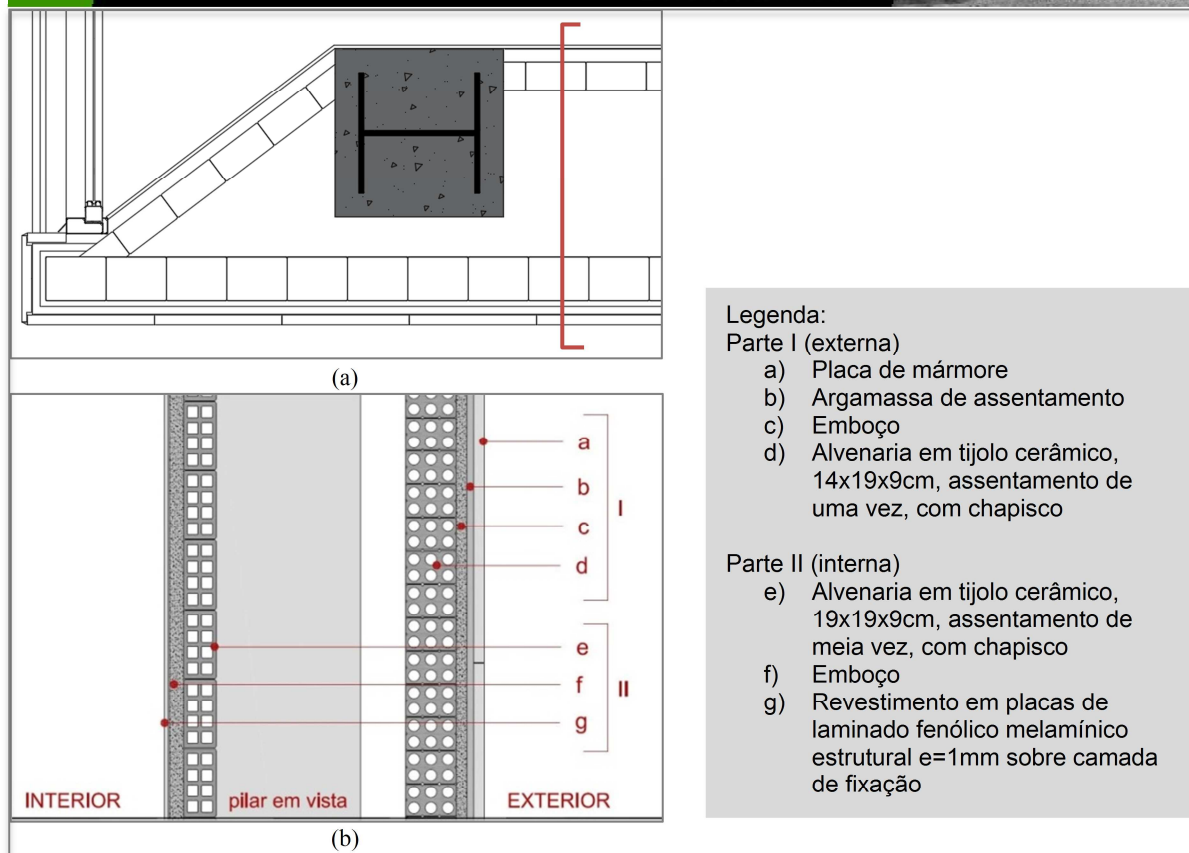 (a)
a
b
c
d
I
e
f
g
II
INTERIOR
pilar em vista
EXTERIOR
(b)
Legenda:
Parte I (externa)
a) Placa de mármore
b) Argamassa de assentamento
c) Emboço
d) Alvenaria em tijolo cerâmico,
14x19x9cm, assentamento de
uma vez, com chapisco
Parte II (interna)
e) Alvenaria em tijolo cerâmico,
19x19x9cm, assentamento de
meia vez, com chapisco
f) Emboço
g) Revestimento em placas de
laminado fenólico melamínico
estrutural e=1mm sobre camada
de fixação